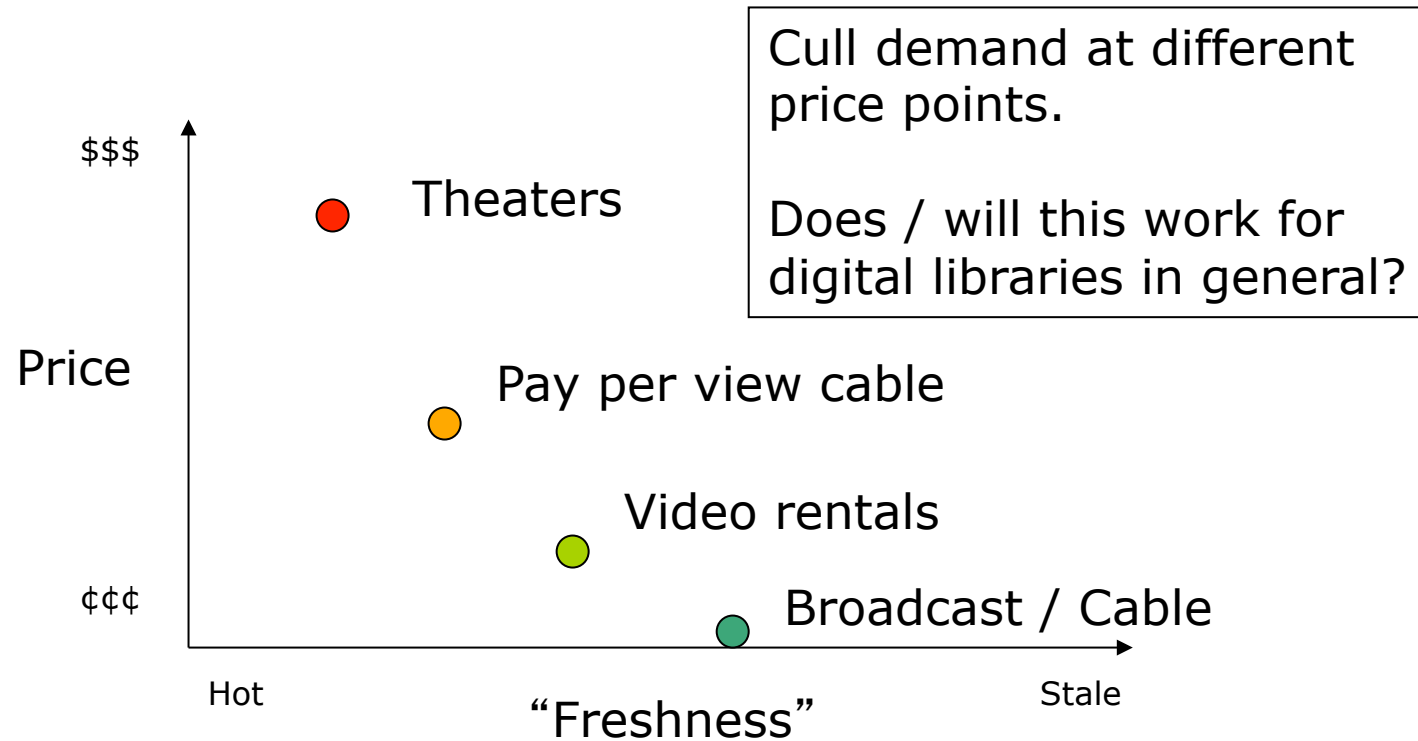 Cull demand at different
price points.
Does / will this work for
digital libraries in general?
$$$
Theaters
Price
Pay per view cable
Video rentals
¢¢¢
Broadcast / Cable
Hot
“Freshness”
Stale